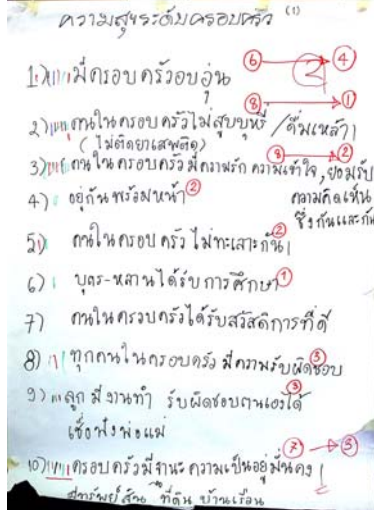 ความสุขระดับครอบครัว (1)
1) มีครอบครัวอบอุ่น ⑥ → ④ 3
⑧ → ①
2) คนในครอบครัวไม่สูบบุหรี่ /ดื่มเหล้า
(ไม่ติดยาเสพติด) ⑧ → ②
3) คนในครอบครัวมีความรัก ความเข้าใจ, ยอมรับ
ความคิดเห็น
4) อยู่กันพร้อมหน้า ② ซึ่งกันและกัน
5) คนในครอบครัว ไม่ทะเลาะกัน ②
6) บุตร-หลานได้รับการศึกษา ①
7) คนในครอบครัวได้รับสวัสดิการที่ดี
8) ทุกคนในครอบครัว มีความรับผิดชอบ ⑤
9) ลูก มีงานทำ รับผิดชอบตนเองได้ ③
เชื่อฟังพ่อแม่
⑦ → ⑤
10) ครอบครัวมีฐานะ ความเป็นอยู่มั่นคง
มีทรัพย์สิน ที่ดิน บ้านเรือน